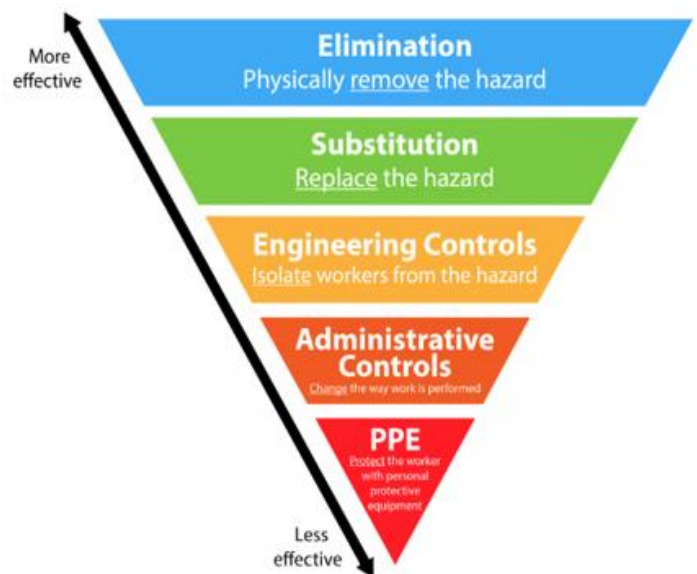 More
effective
Elimination
Physically remove the hazard
Substitution
Replace the hazard
Engineering Controls
Isolate workers from the hazard
Administrative
Controls
Change the way work is performed
PPE
Protect the worker
with personal
protective
equipment
Less
effective